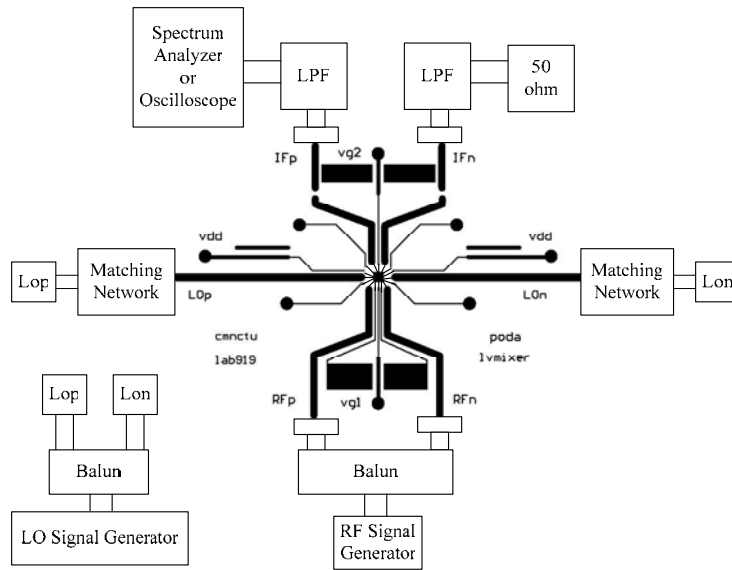 Spectrum
Analyzer
or
Oscilloscope
LPF
LPF
50
ohm
IFp
vg2
IFn
vdd
vdd
Lop
Matching
Network
LOp
LOn
Matching
Network
Lon
cmnctu
lab919
poda
lvmixer
RFp
vg1
RFn
Lop
Lon
Balun
LO Signal Generator
Balun
RF Signal
Generator